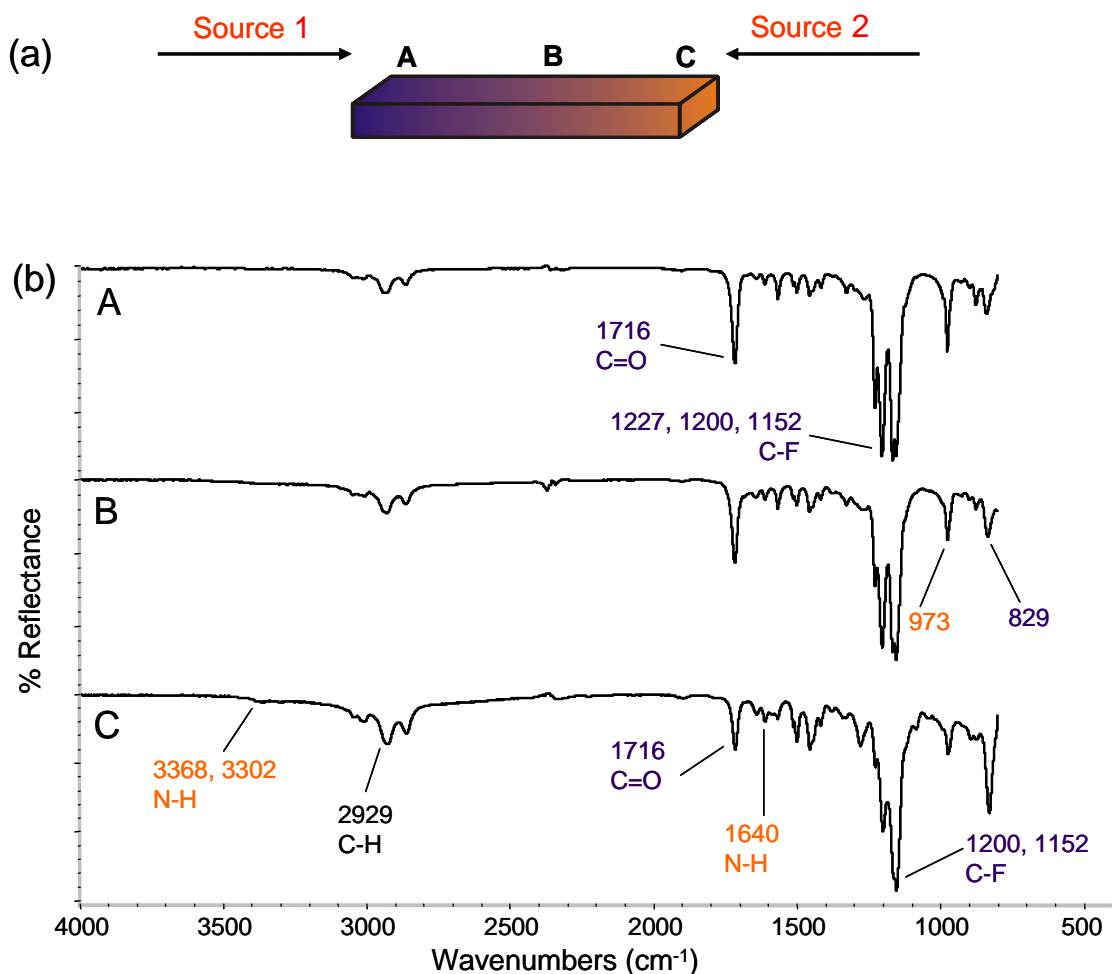 (a)
Source 1
Source 2
A
B
C
(b)
A
1716
C=O
1227, 1200, 1152
C-F
B
973
829
C
3368, 3302
N-H
2929
C-H
1716
C=O
1640
N-H
1200, 1152
C-F
% Reflectance
4000 3500 3000 2500 2000 1500 1000 500
Wavenumbers (cm⁻¹)